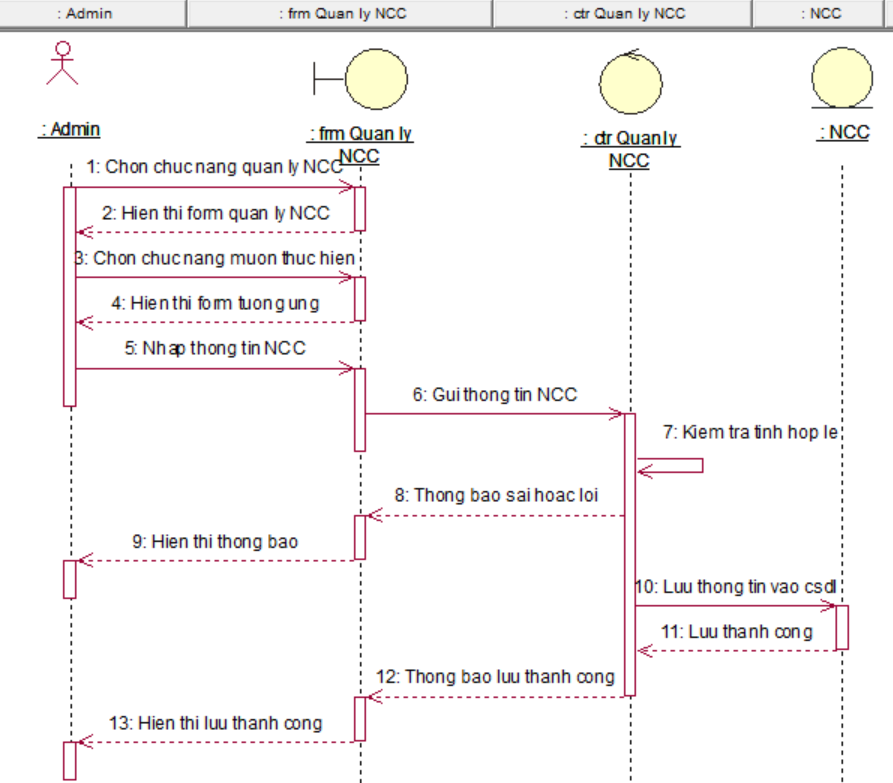 : Admin
: frm Quan ly NCC
: ctr Quan ly NCC
: NCC
: Admin
: frm Quan ly
NCC
: ctr Quan ly
NCC
: NCC
1: Chon chuc nang quan ly NCC
2: Hien thi form quan ly NCC
3: Chon chuc nang muon thuc hien
4: Hien thi form tuong ung
5: Nhap thong tin NCC
6: Gui thong tin NCC
7: Kiem tra tinh hop le
8: Thong bao sai hoac loi
9: Hien thi thong bao
10: Luu thong tin vao csdl
11: Luu thanh cong
12: Thong bao luu thanh cong
13: Hien thi luu thanh cong